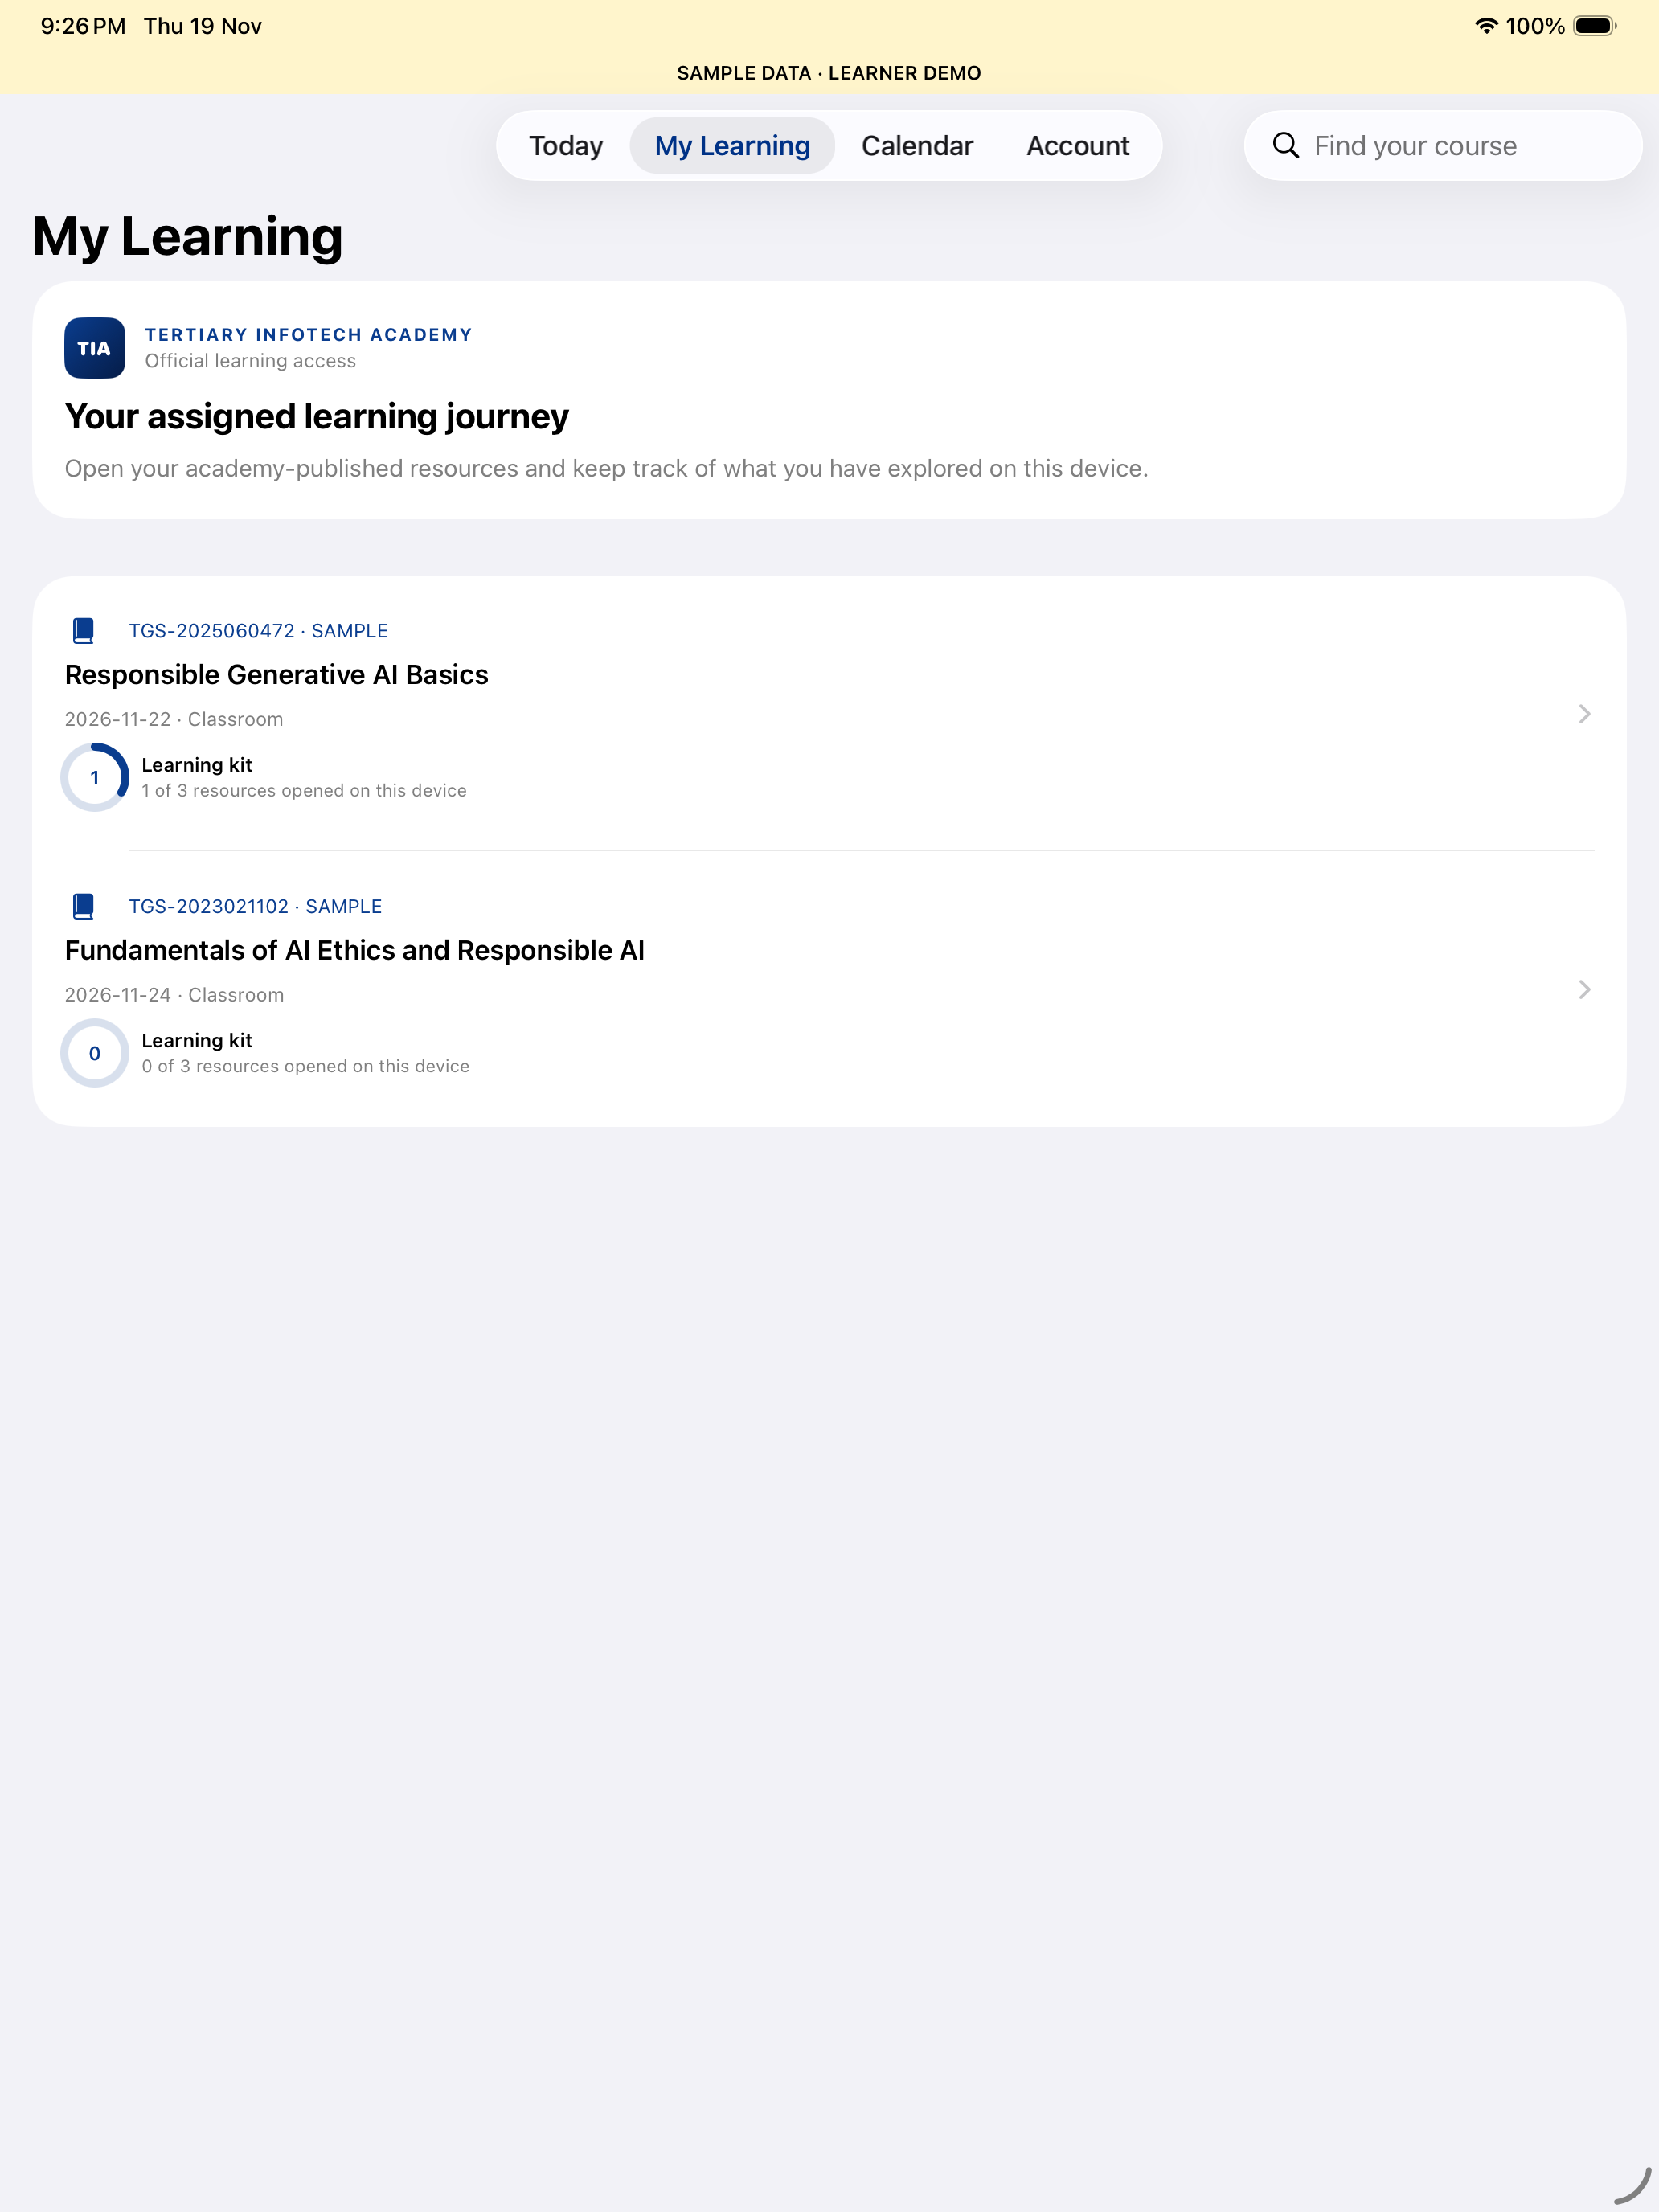 9:26 PM Thu 19 Nov
100%
SAMPLE DATA · LEARNER DEMO
Today
My Learning
Calendar
Account
Find your course
My Learning
TIA
TERTIARY INFOTECH ACADEMY
Official learning access
Your assigned learning journey
Open your academy-published resources and keep track of what you have explored on this device.
TGS-2025060472 · SAMPLE
Responsible Generative AI Basics
2026-11-22 · Classroom
1
Learning kit
1 of 3 resources opened on this device
TGS-2023021102 · SAMPLE
Fundamentals of AI Ethics and Responsible AI
2026-11-24 · Classroom
0
Learning kit
0 of 3 resources opened on this device